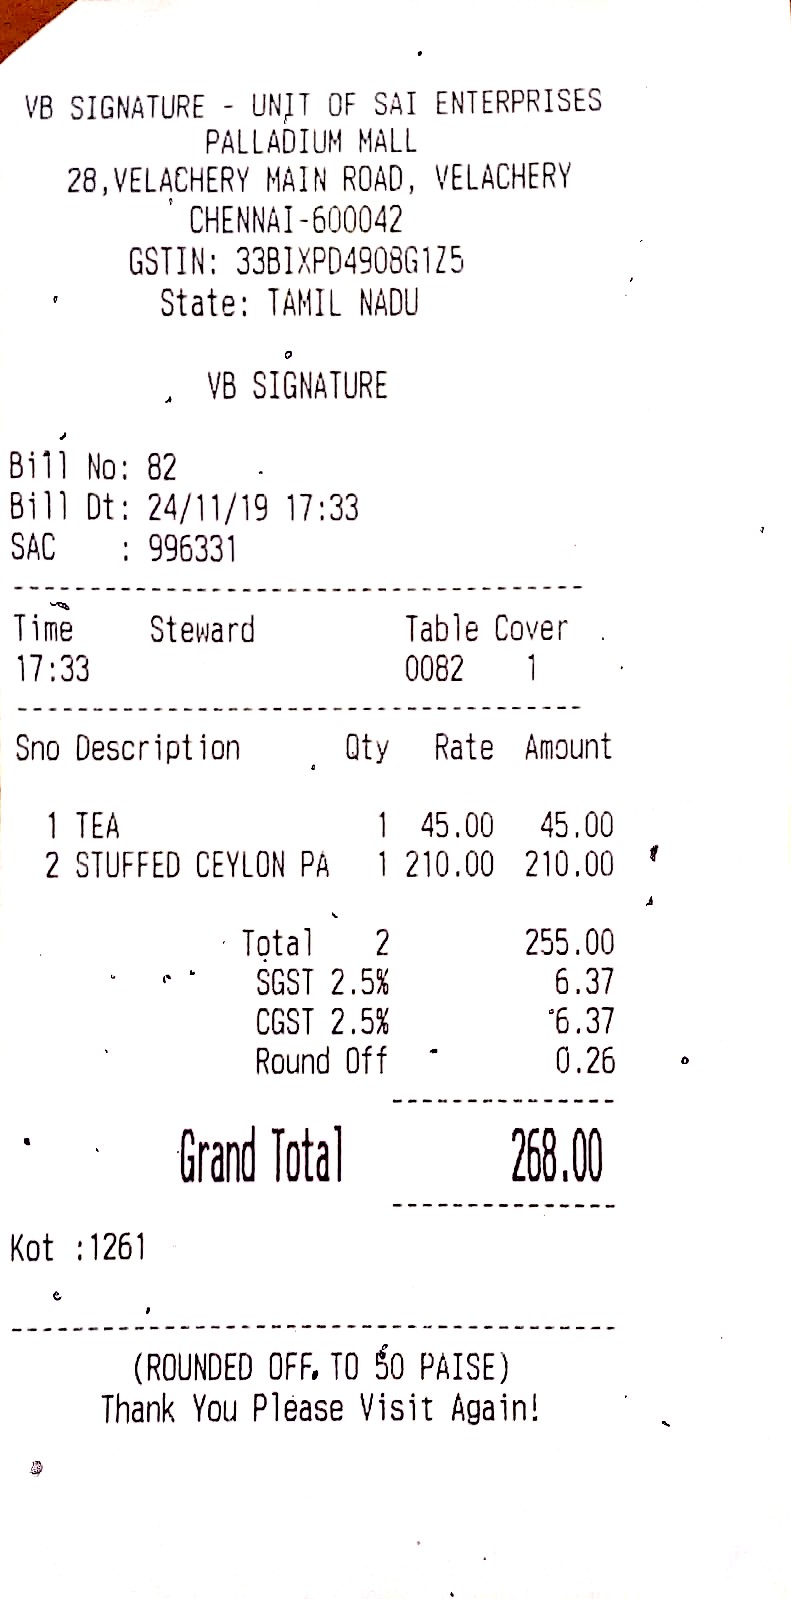 VB SIGNATURE - UNIT OF SAI ENTERPRISES
PALLADIUM MALL
28,VELACHERY MAIN ROAD, VELACHERY
CHENNAI-600042
GSTIN: 33BIXPD4908G1Z5
State: TAMIL NADU
VB SIGNATURE
Bill No: 82
Bill Dt: 24/11/19 17:33
SAC : 996331
Time Steward Table Cover
17:33 0082 1
Sno Description Qty Rate Amount
1 TEA 1 45.00 45.00
2 STUFFED CEYLON PA 1 210.00 210.00
Total 2 255.00
SGST 2.5% 6.37
CGST 2.5% 6.37
Round Off 0.26
Grand Total 268.00
Kot :1261
(ROUNDED OFF. TO 50 PAISE)
Thank You Please Visit Again!